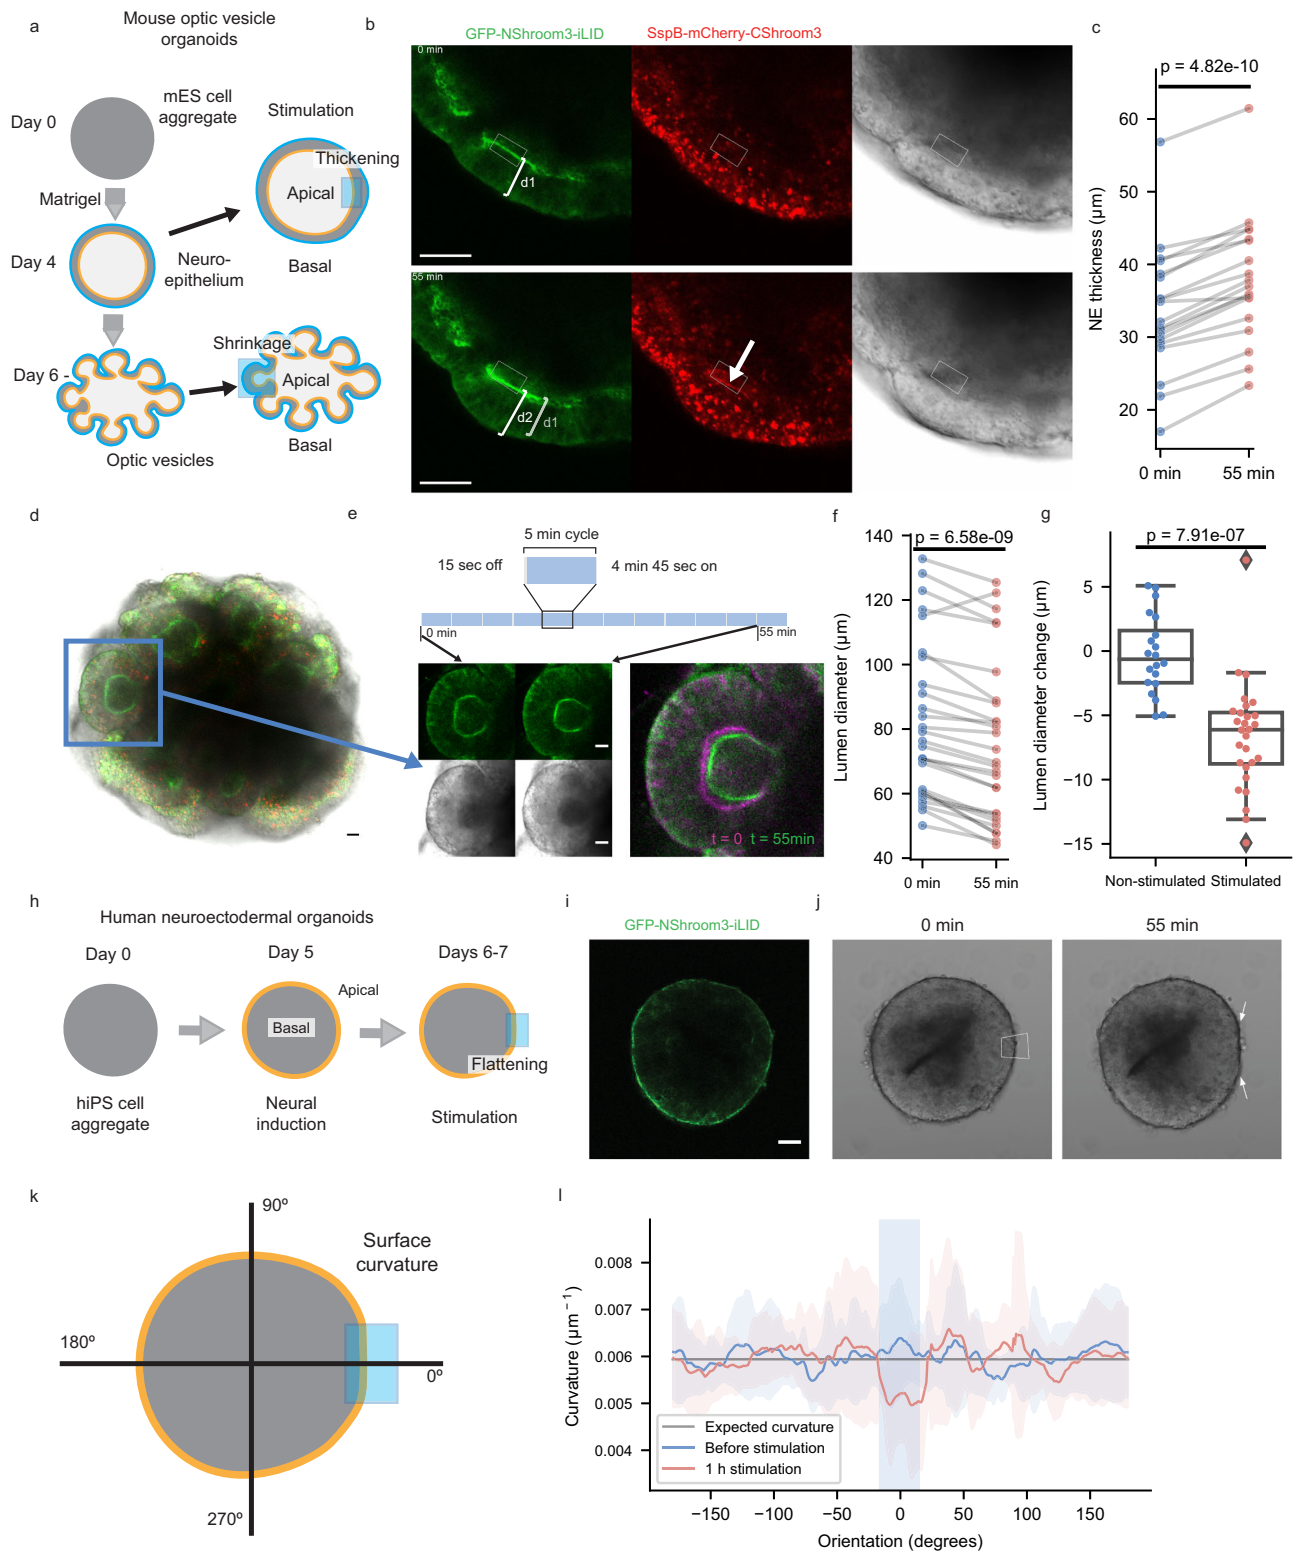 a
Mouse optic vesicle
organoids
Day 0
mES cell
aggregate
Stimulation
Thickening
Apical
Matrigel
Day 4
Neuro-
epithelium
Basal
Shrinkage
Day 6 -
Apical
Basal
Optic vesicles
b
GFP-NShroom3-iLID
SspB-mCherry-CShroom3
0 min
d1
55 min
d2
d1
c
p = 4.82e-10
NE thickness (µm)
60
50
40
30
20
0 min
55 min
d
e
5 min cycle
15 sec off
4 min 45 sec on
0 min
55 min
t = 0 t = 55min
f
p = 6.58e-09
Lumen diameter (µm)
140
120
100
80
60
40
0 min
55 min
g
p = 7.91e-07
Lumen diameter change (µm)
5
0
−5
−10
−15
Non-stimulated
Stimulated
h
Human neuroectodermal organoids
Day 0
Day 5
Days 6-7
Apical
Basal
Flattening
hiPS cell
aggregate
Neural
induction
Stimulation
i
GFP-NShroom3-iLID
j
0 min
55 min
k
90º
Surface
curvature
180º
0º
270º
l
Curvature (µm⁻¹)
0.008
0.007
0.006
0.005
0.004
Expected curvature
Before stimulation
1 h stimulation
−150
−100
−50
0
50
100
150
Orientation (degrees)